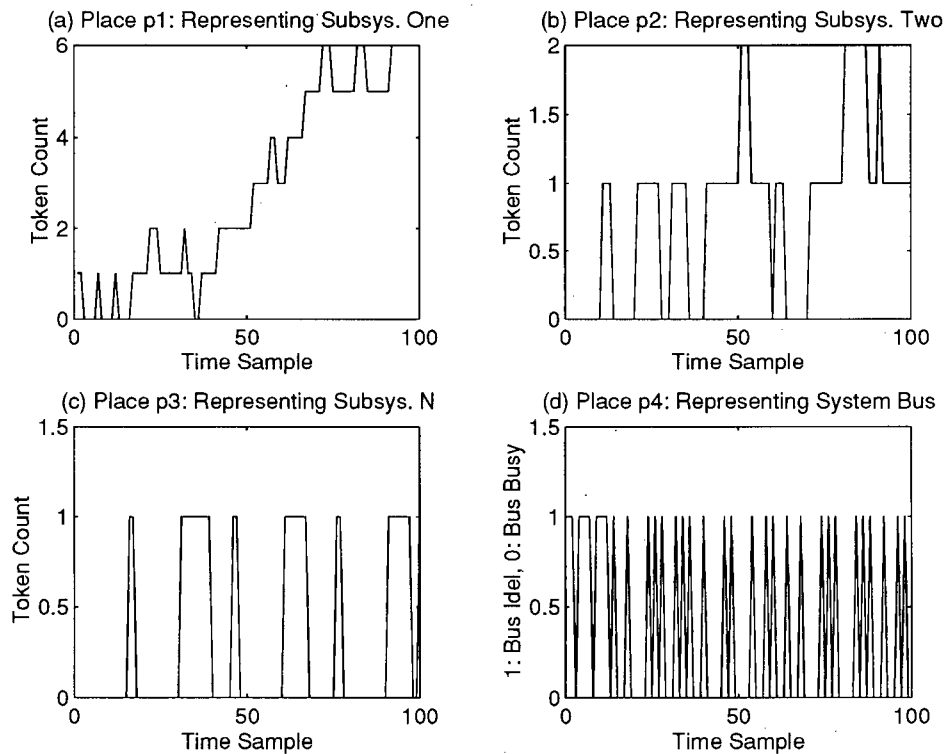 (a) Place p1: Representing Subsys. One
6
4
2
0
Token Count
0
50
100
Time Sample
(b) Place p2: Representing Subsys. Two
2
1.5
1
0.5
0
Token Count
0
50
100
Time Sample
(c) Place p3: Representing Subsys. N
1.5
1
0.5
0
Token Count
0
50
100
Time Sample
(d) Place p4: Representing System Bus
1.5
1
0.5
0
1: Bus Idel, 0: Bus Busy
0
50
100
Time Sample